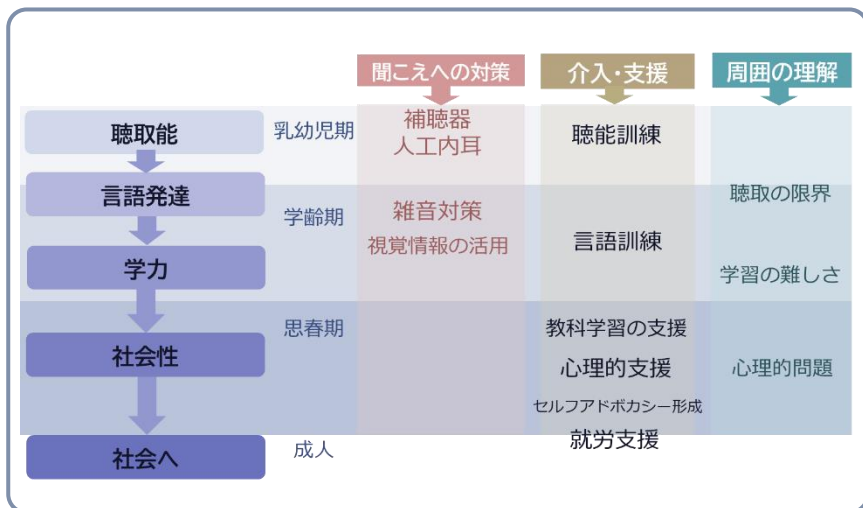 聞こえへの対策
介入・支援
周囲の理解
聴取能
乳幼児期
補聴器
人工内耳
聴能訓練
言語発達
学齢期
雑音対策
視覚情報の活用
言語訓練
聴取の限界
学力
学習の難しさ
思春期
社会性
教科学習の支援
心理的支援
セルフアドボカシー形成
心理的問題
社会へ
成人
就労支援